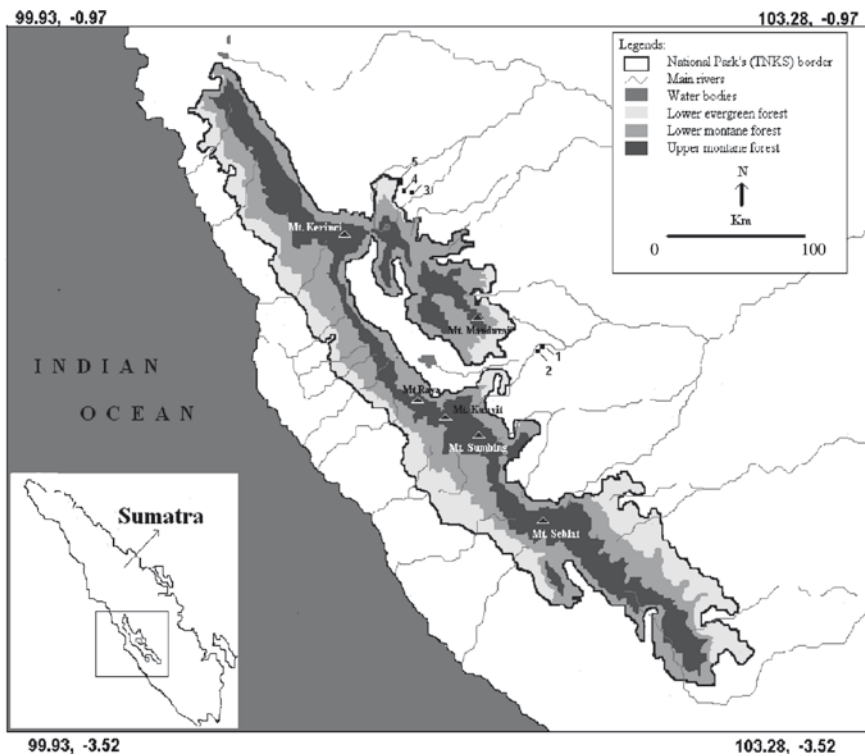 99.93, -0.97
103.28, -0.97
Legends:
National Park's (TNKS) border
Main rivers
Water bodies
Lower evergreen forest
Lower montane forest
Upper montane forest
N
Km
0 100
5
4
3
Mt. Kerinci
Mt.
1
2
INDIAN
OCEAN
Mt Raya
Mt. Kunyit
Mt. Sumbing
Mt. Seblat
Sumatra
99.93, -3.52
103.28, -3.52